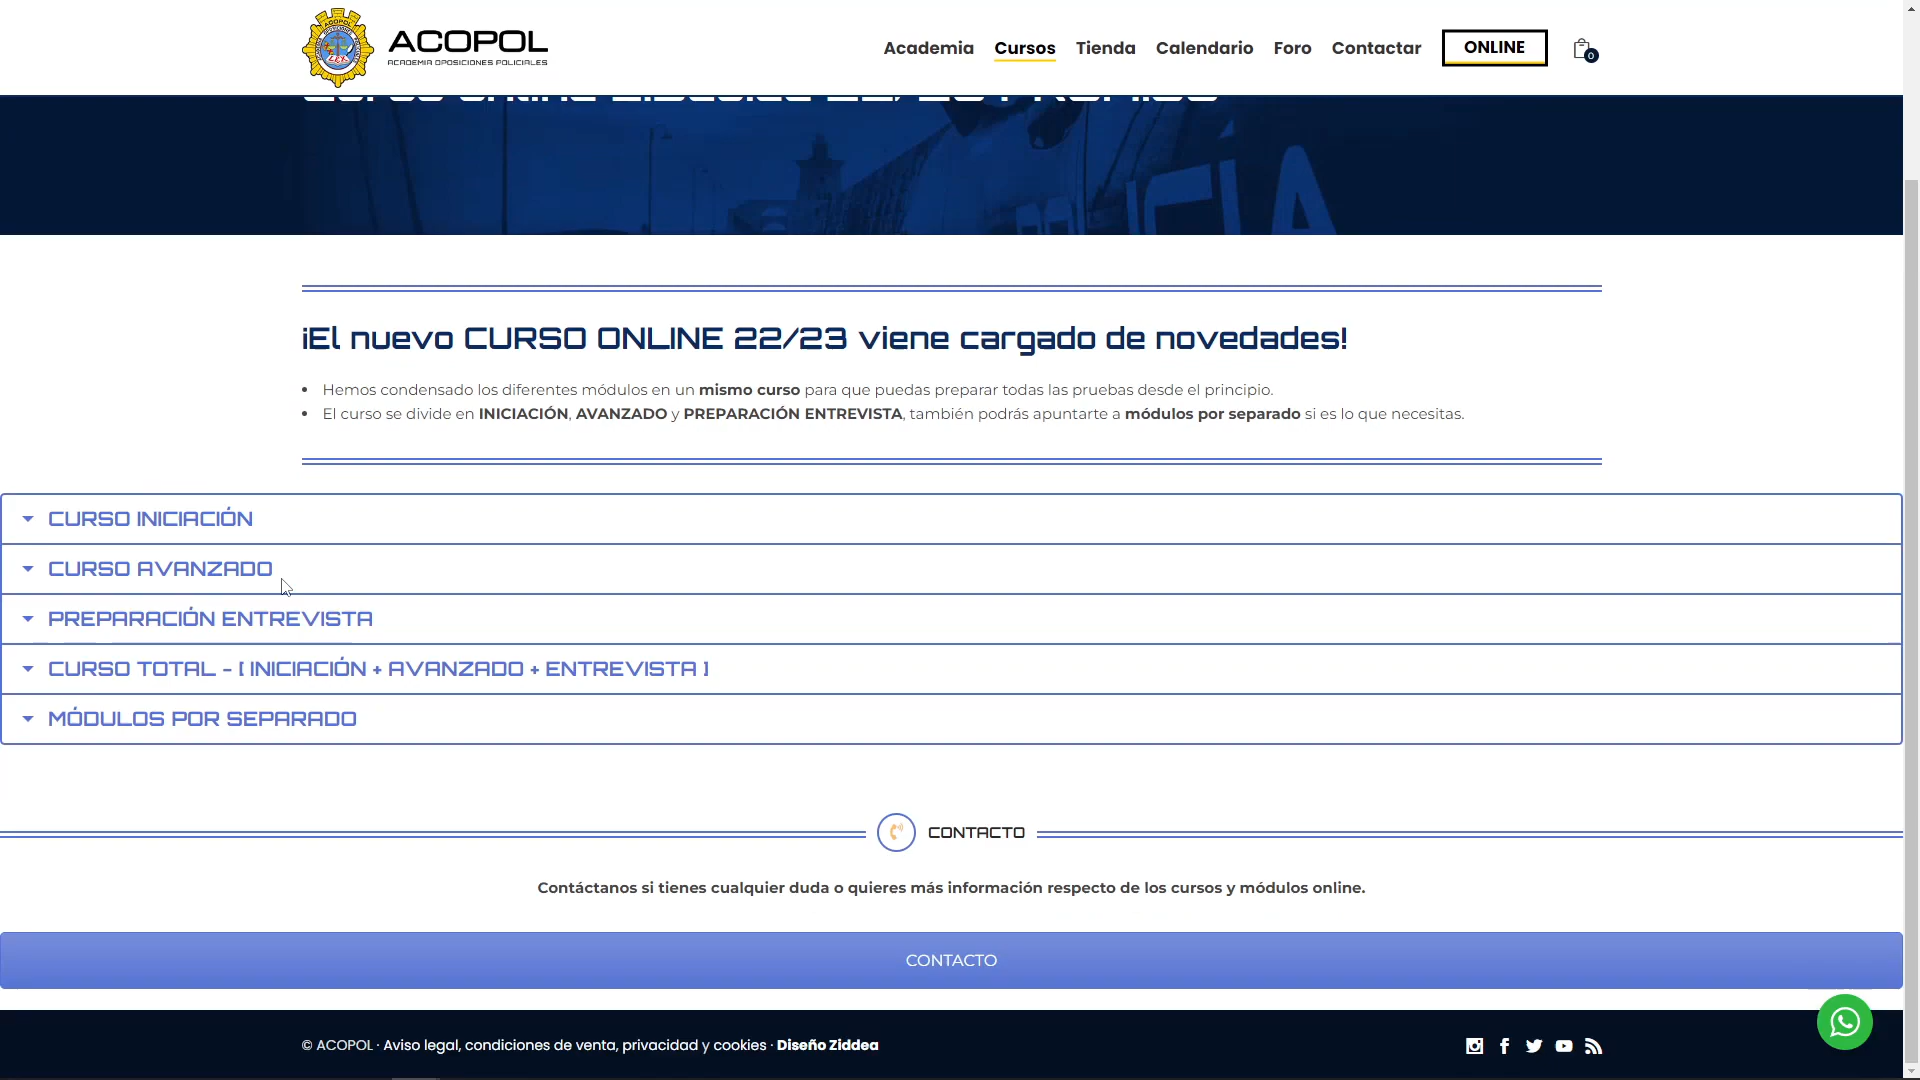 ACOPOL
ACADEMIA OPOSICIONES POLICIALES
Academia
Cursos
Tienda
Calendario
Foro
Contactar
ONLINE
0
¡El nuevo CURSO ONLINE 22/23 viene cargado de novedades!
• Hemos condensado los diferentes módulos en un mismo curso para que puedas preparar todas las pruebas desde el principio.
• El curso se divide en INICIACIÓN, AVANZADO y PREPARACIÓN ENTREVISTA, también podrás apuntarte a módulos por separado si es lo que necesitas.
CURSO INICIACIÓN
CURSO AVANZADO
PREPARACIÓN ENTREVISTA
CURSO TOTAL - [ INICIACIÓN + AVANZADO + ENTREVISTA ]
MÓDULOS POR SEPARADO
CONTACTO
Contáctanos si tienes cualquier duda o quieres más información respecto de los cursos y módulos online.
CONTACTO
© ACOPOL · Aviso legal, condiciones de venta, privacidad y cookies · Diseño Ziddea